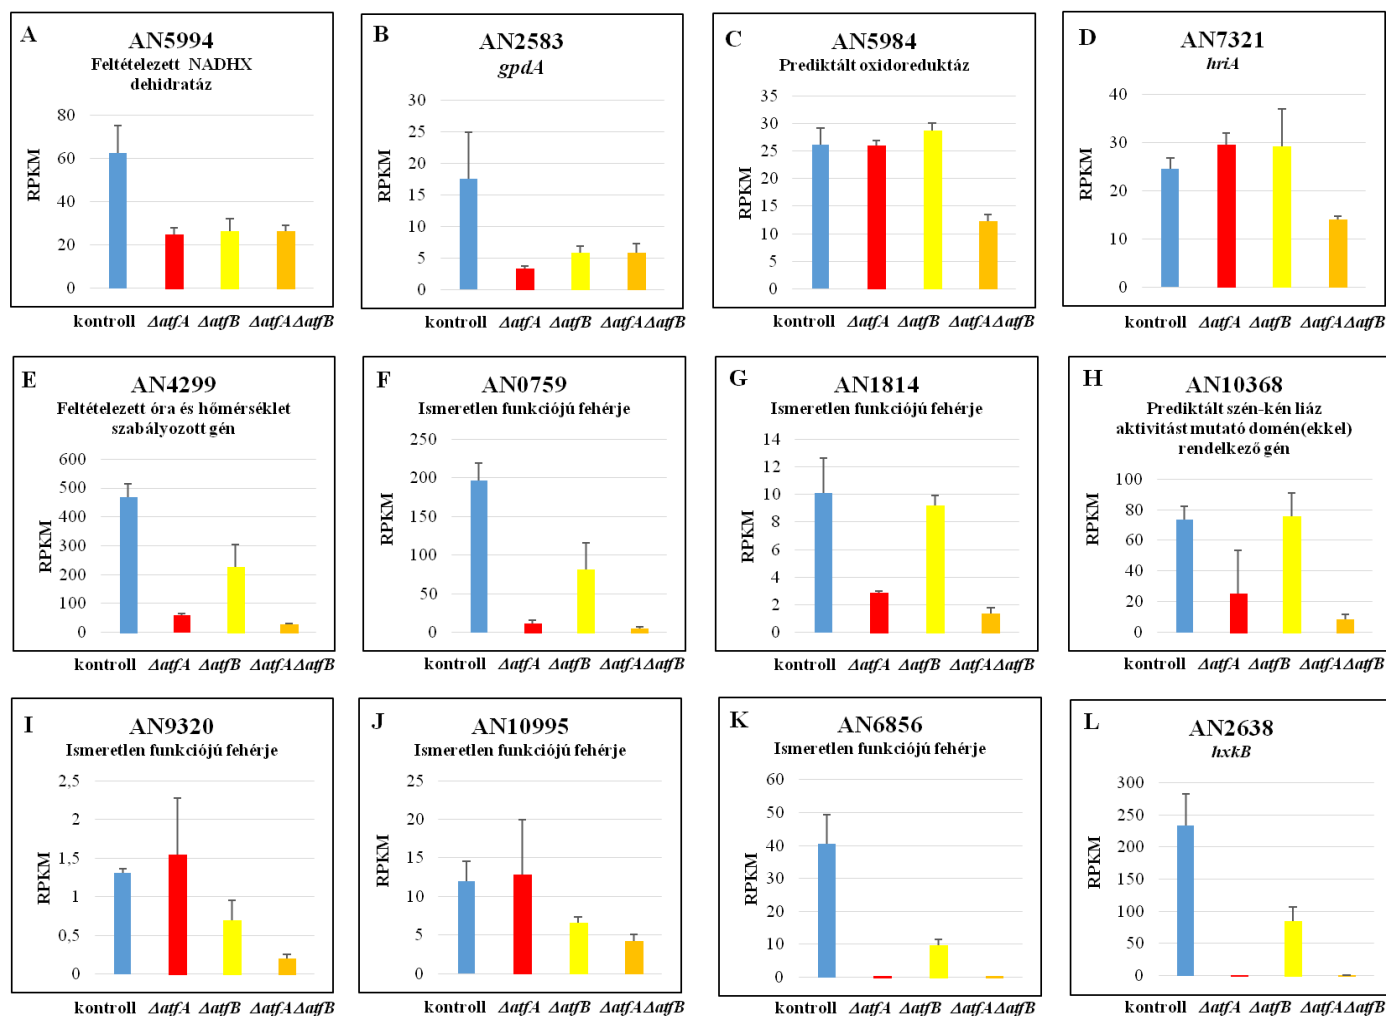 A
AN5994
Feltételezett NADHX
dehidratáz
RPKM
80
60
40
20
0
kontroll ΔatfA ΔatfB ΔatfAΔatfB
B
AN2583
gpdA
RPKM
30
25
20
15
10
5
0
kontroll ΔatfA ΔatfB ΔatfAΔatfB
C
AN5984
Prediktált oxidoreduktáz
RPKM
35
30
25
20
15
10
5
0
kontroll ΔatfA ΔatfB ΔatfAΔatfB
D
AN7321
hriA
RPKM
40
30
20
10
0
kontroll ΔatfA ΔatfB ΔatfAΔatfB
E
AN4299
Feltételezett óra és hőmérséklet
szabályozott gén
RPKM
600
500
400
300
200
100
0
kontroll ΔatfA ΔatfB ΔatfAΔatfB
F
AN0759
Ismeretlen funkciójú fehérje
RPKM
250
200
150
100
50
0
kontroll ΔatfA ΔatfB ΔatfAΔatfB
G
AN1814
Ismeretlen funkciójú fehérje
RPKM
14
12
10
8
6
4
2
0
kontroll ΔatfA ΔatfB ΔatfAΔatfB
H
AN10368
Prediktált szén-kén liáz
aktivitást mutató domén(ekkel)
rendelkező gén
RPKM
100
80
60
40
20
0
kontroll ΔatfA ΔatfB ΔatfAΔatfB
I
AN9320
Ismeretlen funkciójú fehérje
RPKM
2,5
2
1,5
1
0,5
0
kontroll ΔatfA ΔatfB ΔatfAΔatfB
J
AN10995
Ismeretlen funkciójú fehérje
RPKM
25
20
15
10
5
0
kontroll ΔatfA ΔatfB ΔatfAΔatfB
K
AN6856
Ismeretlen funkciójú fehérje
RPKM
60
50
40
30
20
10
0
kontroll ΔatfA ΔatfB ΔatfAΔatfB
L
AN2638
hxkB
RPKM
300
250
200
150
100
50
0
kontroll ΔatfA ΔatfB ΔatfAΔatfB